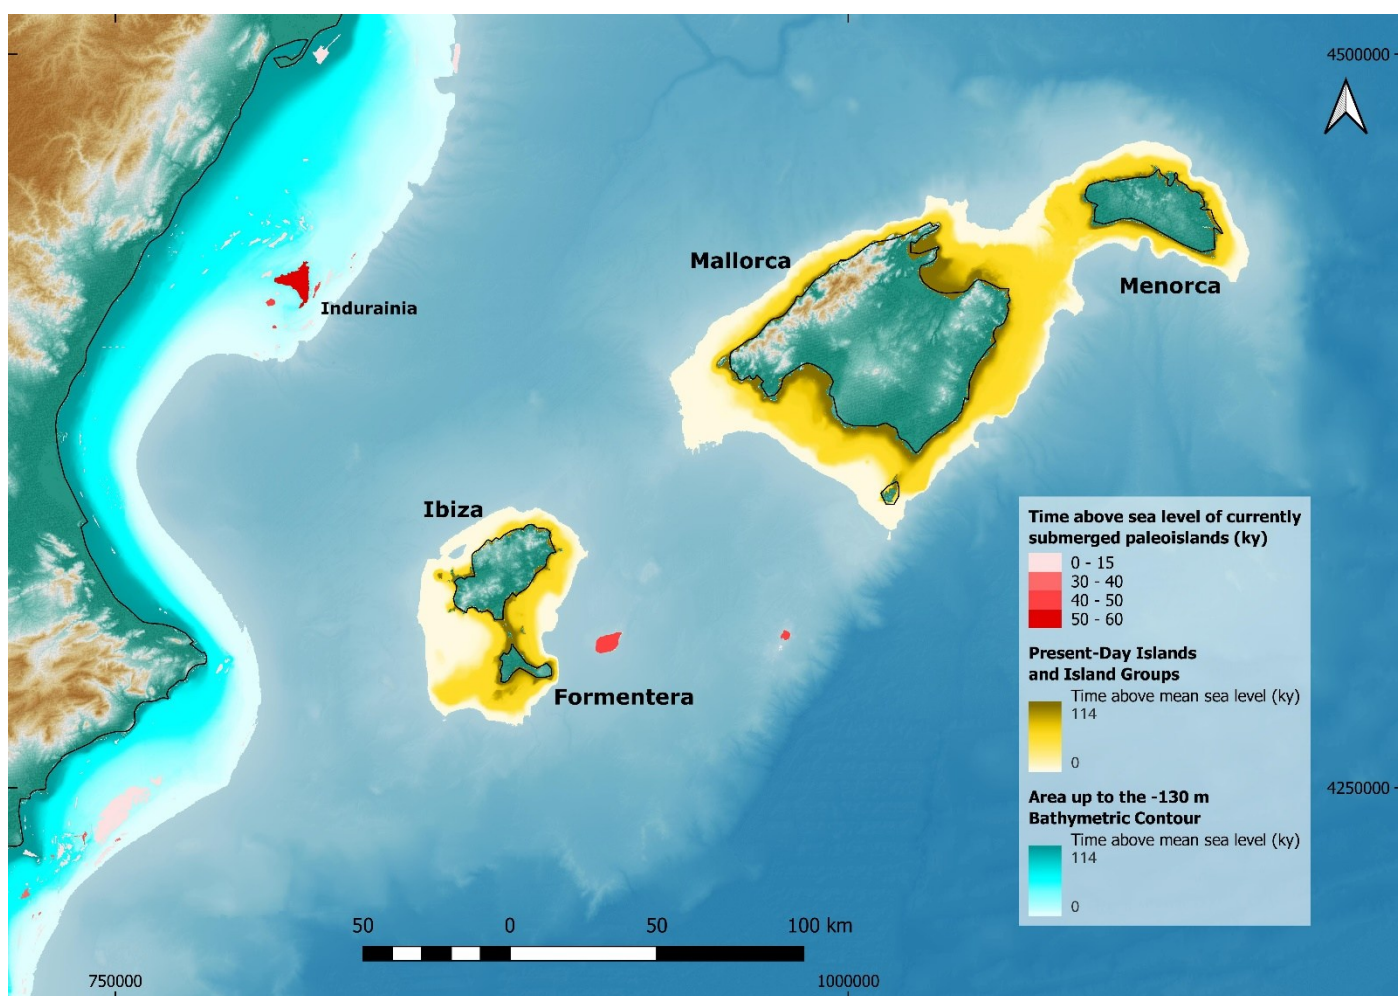 4500000
Mallorca
Menorca
Indurainia
Ibiza
Formentera
Time above sea level of currently
submerged paleoislands (ky)
0 - 15
30 - 40
40 - 50
50 - 60
Present-Day Islands
and Island Groups
Time above mean sea level (ky)
114
0
4250000
Area up to the -130 m
Bathymetric Contour
Time above mean sea level (ky)
114
0
50 0 50 100 km
750000
1000000